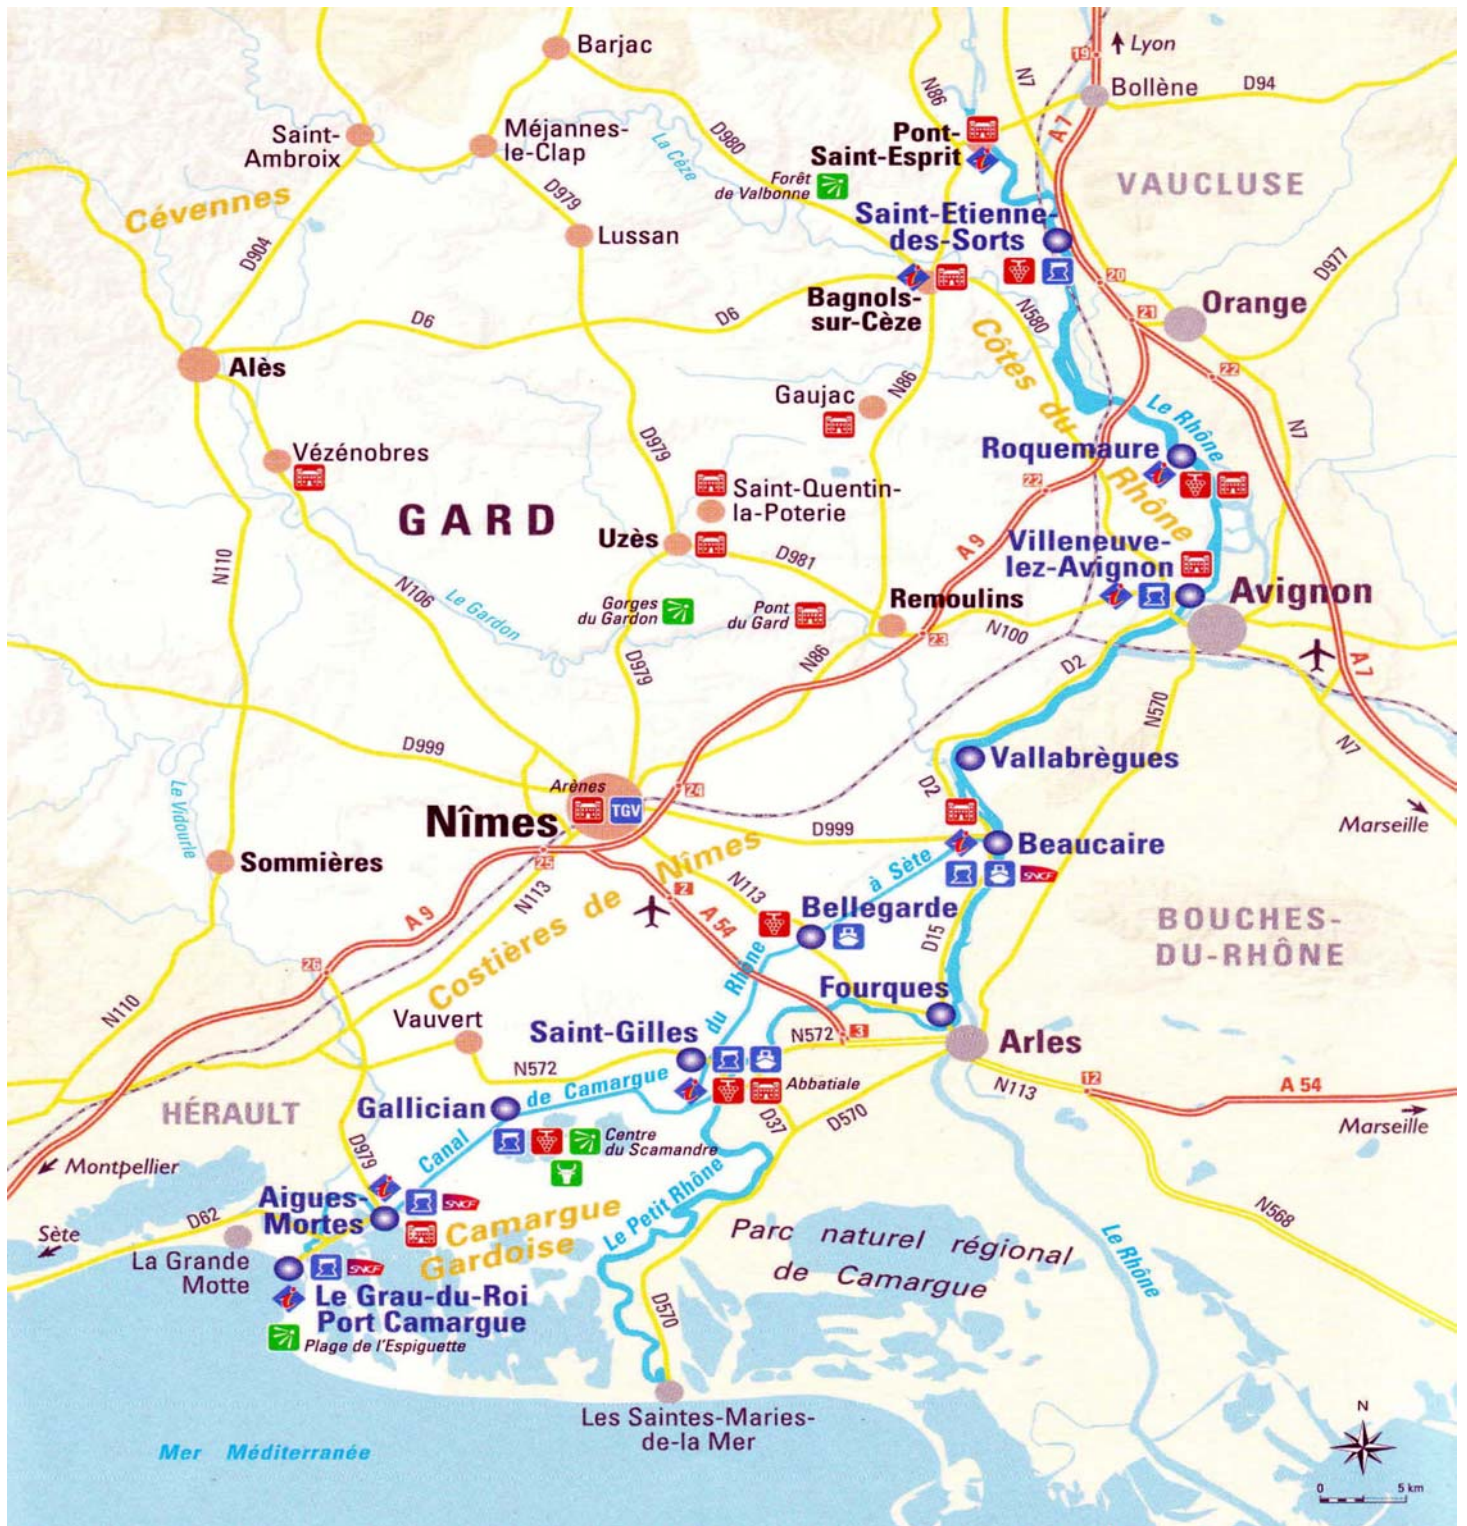 Barjac
19
Lyon
Bollène
D94
N86
N7
A7
Saint-
Ambroix
Méjannes-
le-Clap
D980
La Cèze
Pont-
Saint-Esprit
i
Forêt
de Valbonne
VAUCLUSE
Cévennes
D979
Saint-Etienne-
des-Sorts
D904
Lussan
D977
20
i
Bagnols-
sur-Cèze
Orange
21
N580
D6
D6
Côtes du
Rhône
Alès
22
Gaujac
N86
Le Rhône
N7
Vézénobres
D979
Roquemaure
i
22
GARD
Saint-Quentin-
la-Poterie
Uzès
D981
A9
Villeneuve-
lez-Avignon
i
N110
N106
Le Gardon
Gorges
du Gardon
Pont
du Gard
Remoulins
Avignon
23
N100
D979
N86
D2
A7
N570
N7
D999
Vallabrègues
Le Vidourle
Arènes
TGV
24
D2
Nîmes
D999
Marseille
i
Beaucaire
Sommières
25
SNCF
N113
Costières de Nîmes
2
N113
à Sète
A9
A54
Bellegarde
D15
BOUCHES-
DU-RHÔNE
26
du Rhône
Fourques
N110
Vauvert
Saint-Gilles
N572
3
Arles
N572
i
Abbatiale
N113
12
A54
de Camargue
HÉRAULT
Gallician
D37
D570
Marseille
Canal
Centre
du Scamandre
D979
Montpellier
i
SNCF
Aigues-
Mortes
Le Petit Rhône
Camargue
Gardoise
D62
Sète
N568
Parc naturel régional
de Camargue
Le Rhône
La Grande
Motte
SNCF
i
Le Grau-du-Roi
Port Camargue
D570
Plage de l'Espiguette
Les Saintes-Maries-
de-la Mer
N
Mer Méditerranée
0 5 km